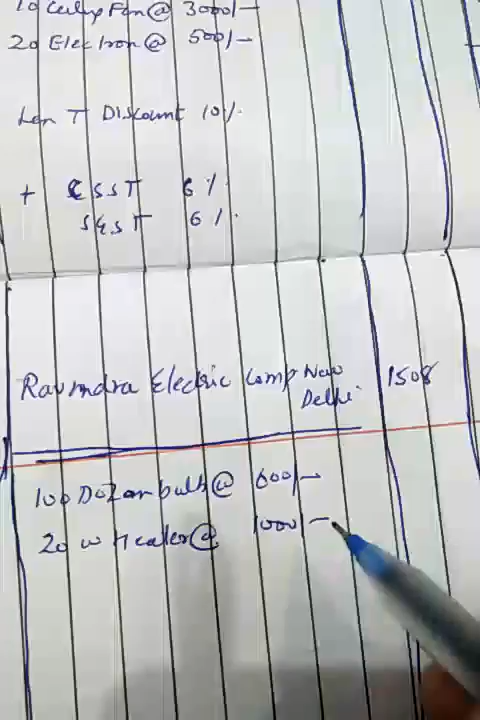 10 Ceiling Fan @ 3000/-
20 Electron @ 500/-
Less T Discount 10%
+ CGST 6%
SGST 6%
Ravindra Electric Comp New Delhi 1508
100 Dozan bulb @ 600/-
20 W Heater @ 1000/-